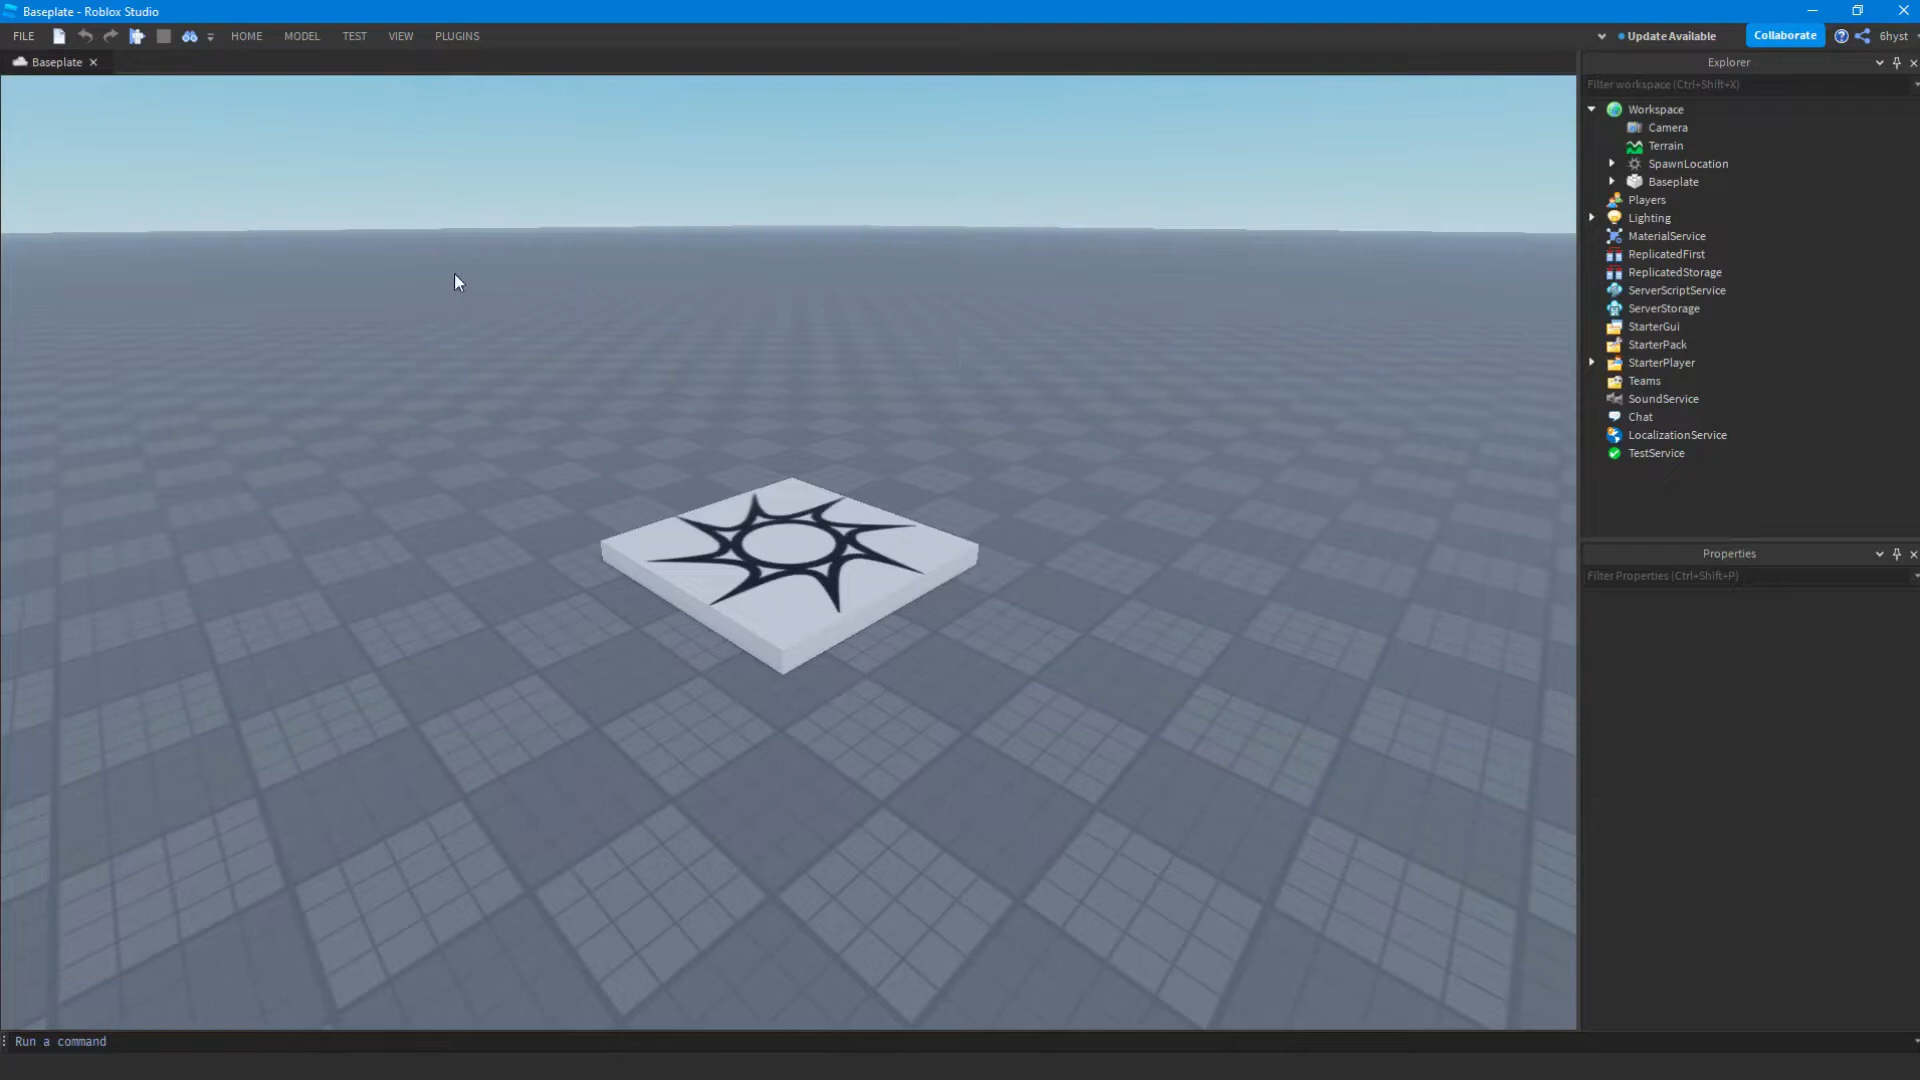 Baseplate - Roblox Studio
FILE HOME MODEL TEST VIEW PLUGINS Update Available Collaborate 6hyst
Baseplate
Explorer
Filter workspace (Ctrl+Shift+X)
Workspace
Camera
Terrain
SpawnLocation
Baseplate
Players
Lighting
MaterialService
ReplicatedFirst
ReplicatedStorage
ServerScriptService
ServerStorage
StarterGui
StarterPack
StarterPlayer
Teams
SoundService
Chat
LocalizationService
TestService
Properties
Filter Properties (Ctrl+Shift+P)
Run a command